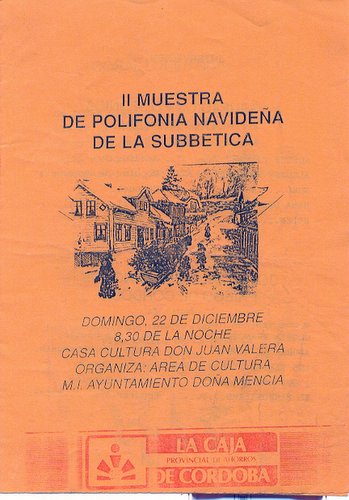 II MUESTRA
DE POLIFONIA NAVIDEÑA
DE LA SUBBETICA
DOMINGO, 22 DE DICIEMBRE
8,30 DE LA NOCHE
CASA CULTURA DON JUAN VALERA
ORGANIZA: AREA DE CULTURA
M.I. AYUNTAMIENTO DOÑA MENCIA
LA CAJA
PROVINCIAL DE AHORROS
DE CORDOBA